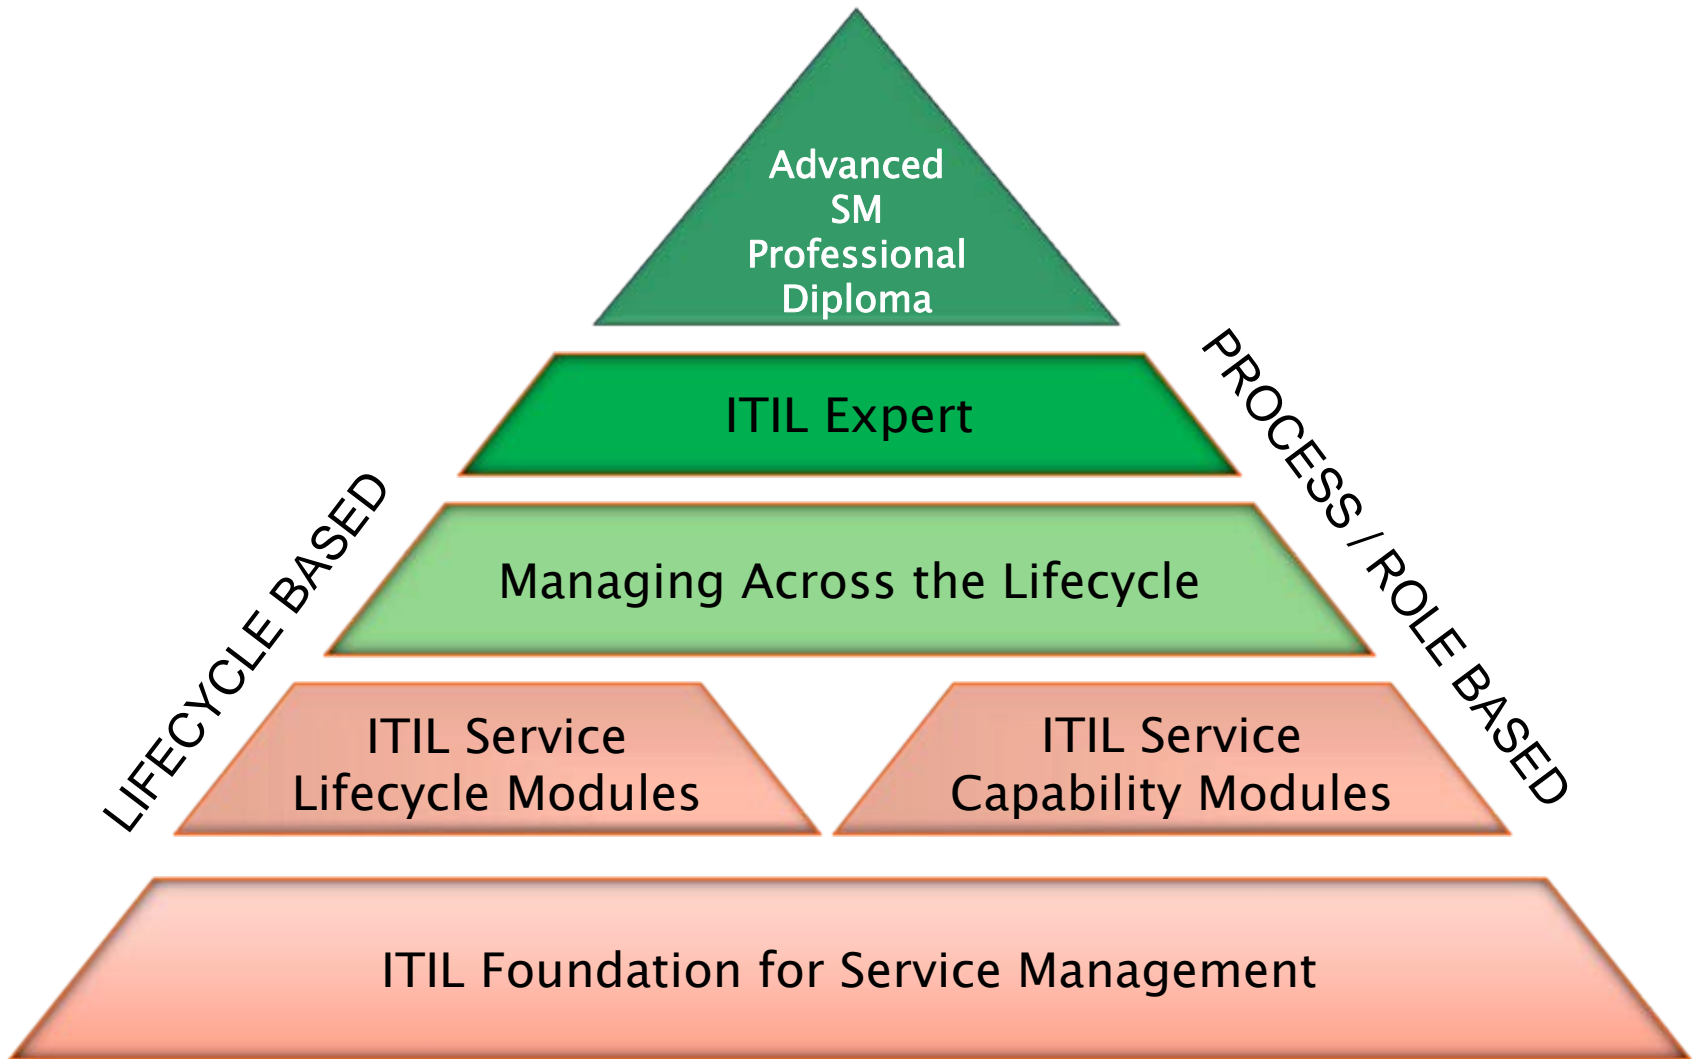 Advanced
SM
Professional
Diploma
ITIL Expert
Managing Across the Lifecycle
ITIL Service
Lifecycle Modules
ITIL Service
Capability Modules
ITIL Foundation for Service Management
LIFECYCLE BASED
PROCESS / ROLE BASED